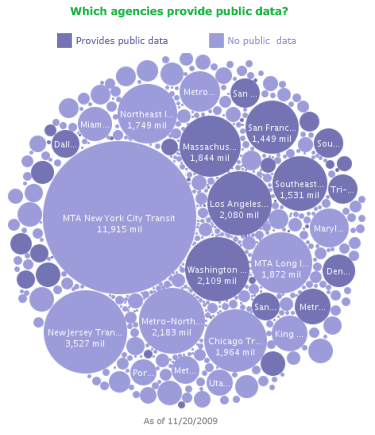 Which agencies provide public data?
Provides public data
No public data
Metro...
San ...
Northeast I...
1,749 mil
Miam...
San Franc...
1,449 mil
Massachus...
1,844 mil
Dall...
Sou...
Southeast...
1,531 mil
Tri-...
Los Angeles...
2,080 mil
MTA New York City Transit
11,915 mil
Maryl...
Washington ...
2,109 mil
MTA Long I...
1,872 mil
Den...
San...
Metr...
Metro-North...
2,183 mil
New Jersey Tran...
3,527 mil
Chicago Tr...
1,964 mil
King ...
Por...
Met...
Uta...
As of 11/20/2009